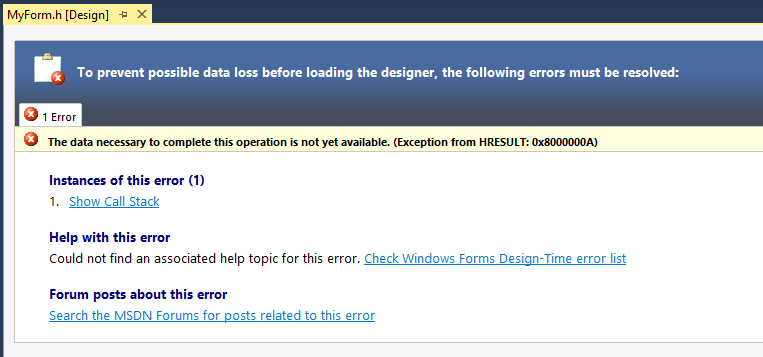 MyForm.h [Design]
To prevent possible data loss before loading the designer, the following errors must be resolved:
1 Error
The data necessary to complete this operation is not yet available. (Exception from HRESULT: 0x8000000A)
Instances of this error (1)
1. Show Call Stack
Help with this error
Could not find an associated help topic for this error. Check Windows Forms Design-Time error list
Forum posts about this error
Search the MSDN Forums for posts related to this error